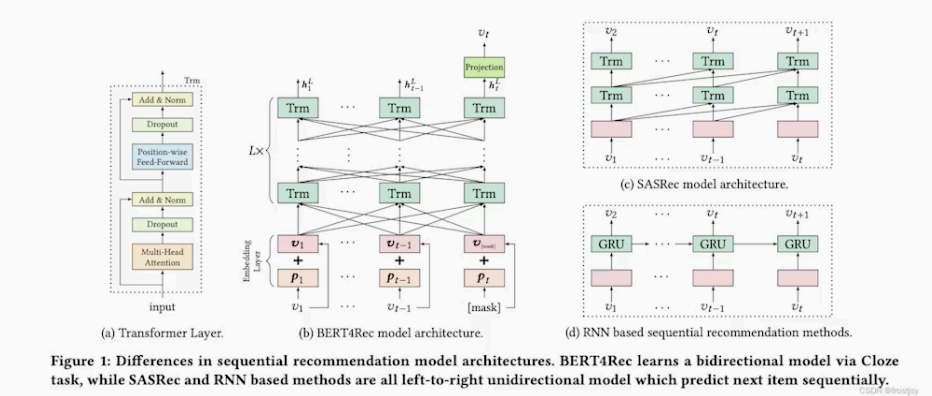 Trm
Add & Norm
Dropout
Position-wise
Feed-Forward
Add & Norm
Dropout
Multi-Head
Attention
input
(a) Transformer Layer.
v_t
Projection
h_1^L h_{t-1}^L h_t^L
Trm ... Trm Trm
L×
Trm ... Trm Trm
Embedding
Layer
v_1 ... v_{t-1} v_[mask]
+ + +
p_1 ... p_{t-1} p_t
v_1 ... v_{t-1} [mask]
(b) BERT4Rec model architecture.
v_2 ... v_t v_{t+1}
Trm ... Trm Trm
Trm ... Trm Trm
v_1 ... v_{t-1} v_t
(c) SASRec model architecture.
v_2 ... v_t v_{t+1}
GRU ... GRU GRU
v_1 ... v_{t-1} v_t
(d) RNN based sequential recommendation methods.
Figure 1: Differences in sequential recommendation model architectures. BERT4Rec learns a bidirectional model via Cloze
task, while SASRec and RNN based methods are all left-to-right unidirectional model which predict next item sequentially.
CSDN @frostjsy